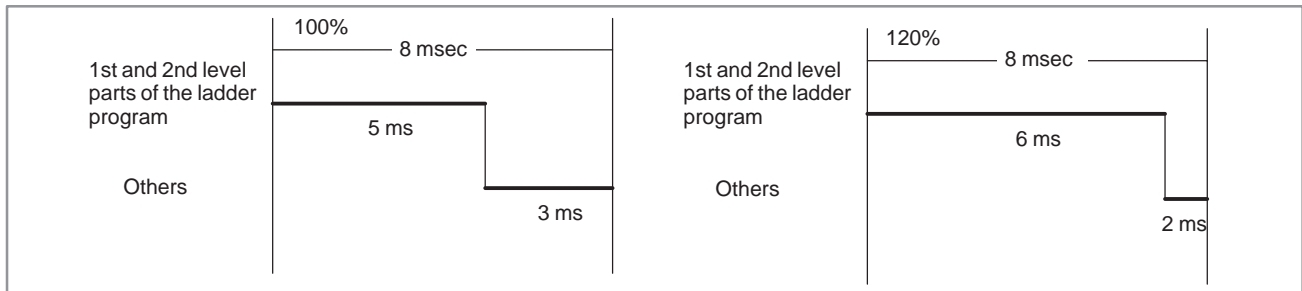 100%
8 msec
1st and 2nd level
parts of the ladder
program
5 ms
Others
3 ms
120%
8 msec
1st and 2nd level
parts of the ladder
program
6 ms
Others
2 ms